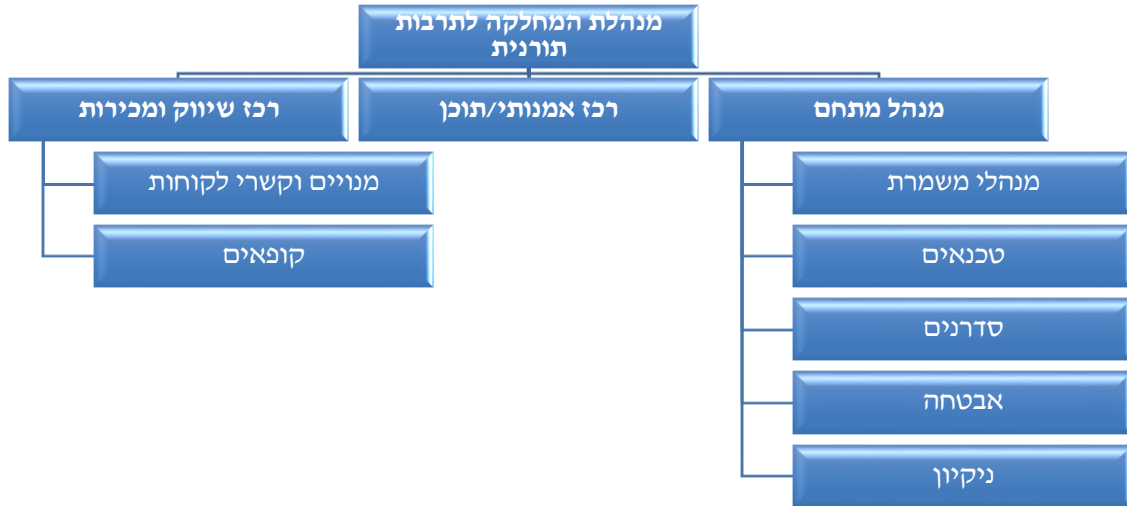 מנהלת המחלקה לתרבות
תורנית
מנהל מתחם
רכז אמנותי/תוכן
רכז שיווק ומכירות
מנהלי משמרת
טכנאים
סדרנים
אבטחה
ניקיון
מנויים וקשרי לקוחות
קופאים